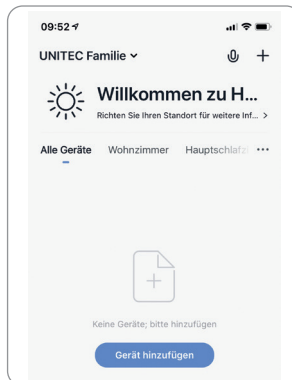 09:52
UNITEC Familie
Willkommen zu H...
Richten Sie Ihren Standort für weitere Inf... >
Alle Geräte Wohnzimmer Hauptschlafz ...
Keine Geräte; bitte hinzufügen
Gerät hinzufügen